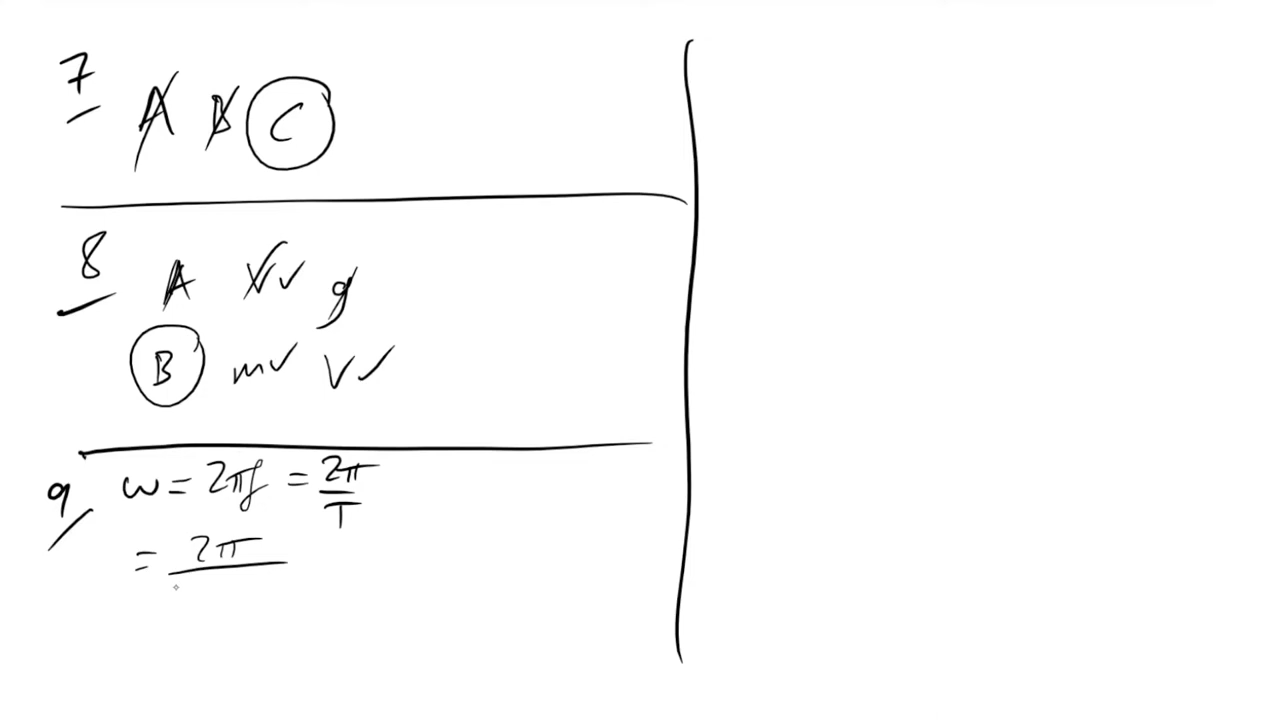 7
A B C
8
A V✓ g
B m✓ V✓
9 ω = 2πf = 2π/T
= 2π